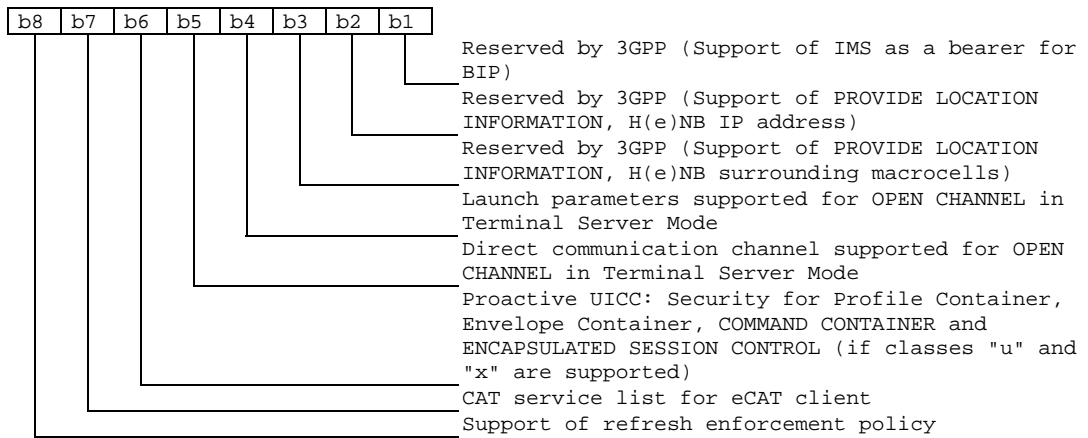 b8 b7 b6 b5 b4 b3 b2 b1
Reserved by 3GPP (Support of IMS as a bearer for
BIP)
Reserved by 3GPP (Support of PROVIDE LOCATION
INFORMATION, H(e)NB IP address)
Reserved by 3GPP (Support of PROVIDE LOCATION
INFORMATION, H(e)NB surrounding macrocells)
Launch parameters supported for OPEN CHANNEL in
Terminal Server Mode
Direct communication channel supported for OPEN
CHANNEL in Terminal Server Mode
Proactive UICC: Security for Profile Container,
Envelope Container, COMMAND CONTAINER and
ENCAPSULATED SESSION CONTROL (if classes "u" and
"x" are supported)
CAT service list for eCAT client
Support of refresh enforcement policy